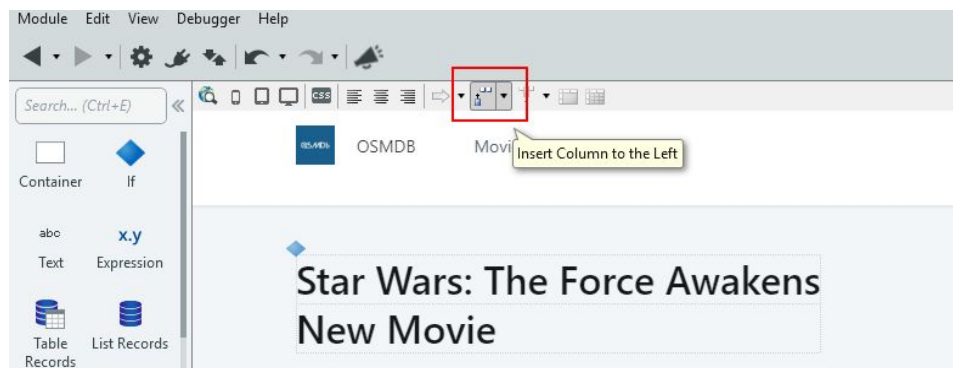 Module Edit View Debugger Help
Search... (Ctrl+E)
CSS
OSMDb OSMDB
Insert Column to the Left
Container If
abc x.y
Text Expression
Star Wars: The Force Awakens
New Movie
Table
Records
List Records